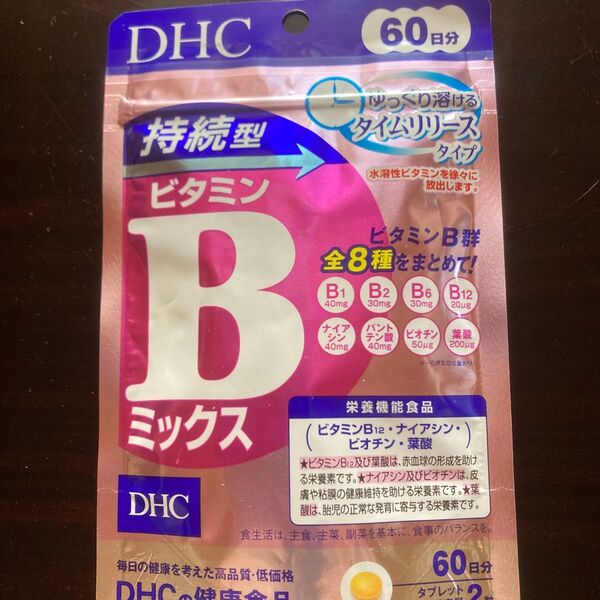 DHC
60日分
ゆっくり溶ける
タイムリリース
タイプ
水溶性ビタミンを徐々に
放出します。
持続型
ビタミン
B
ミックス
ビタミンB群
全8種をまとめて!
B1
40mg
B2
30mg
B6
30mg
B12
20μg
ナイア
シン
40mg
パント
テン酸
40mg
ビオチン
50μg
葉酸
200μg
栄養機能食品
(ビタミンB12・ナイアシン・
ビオチン・葉酸)
★ビタミンB12及び葉酸は、赤血球の形成を助け
る栄養素です。★ナイアシン及びビオチンは、皮
膚や粘膜の健康維持を助ける栄養素です。★葉
酸は、胎児の正常な発育に寄与する栄養素です。
DHC
食生活は、主食、主菜、副菜を基本に、食事のバランスを。
毎日の健康を考えた高品質・低価格
DHCの健康食品
60日分
タブレット